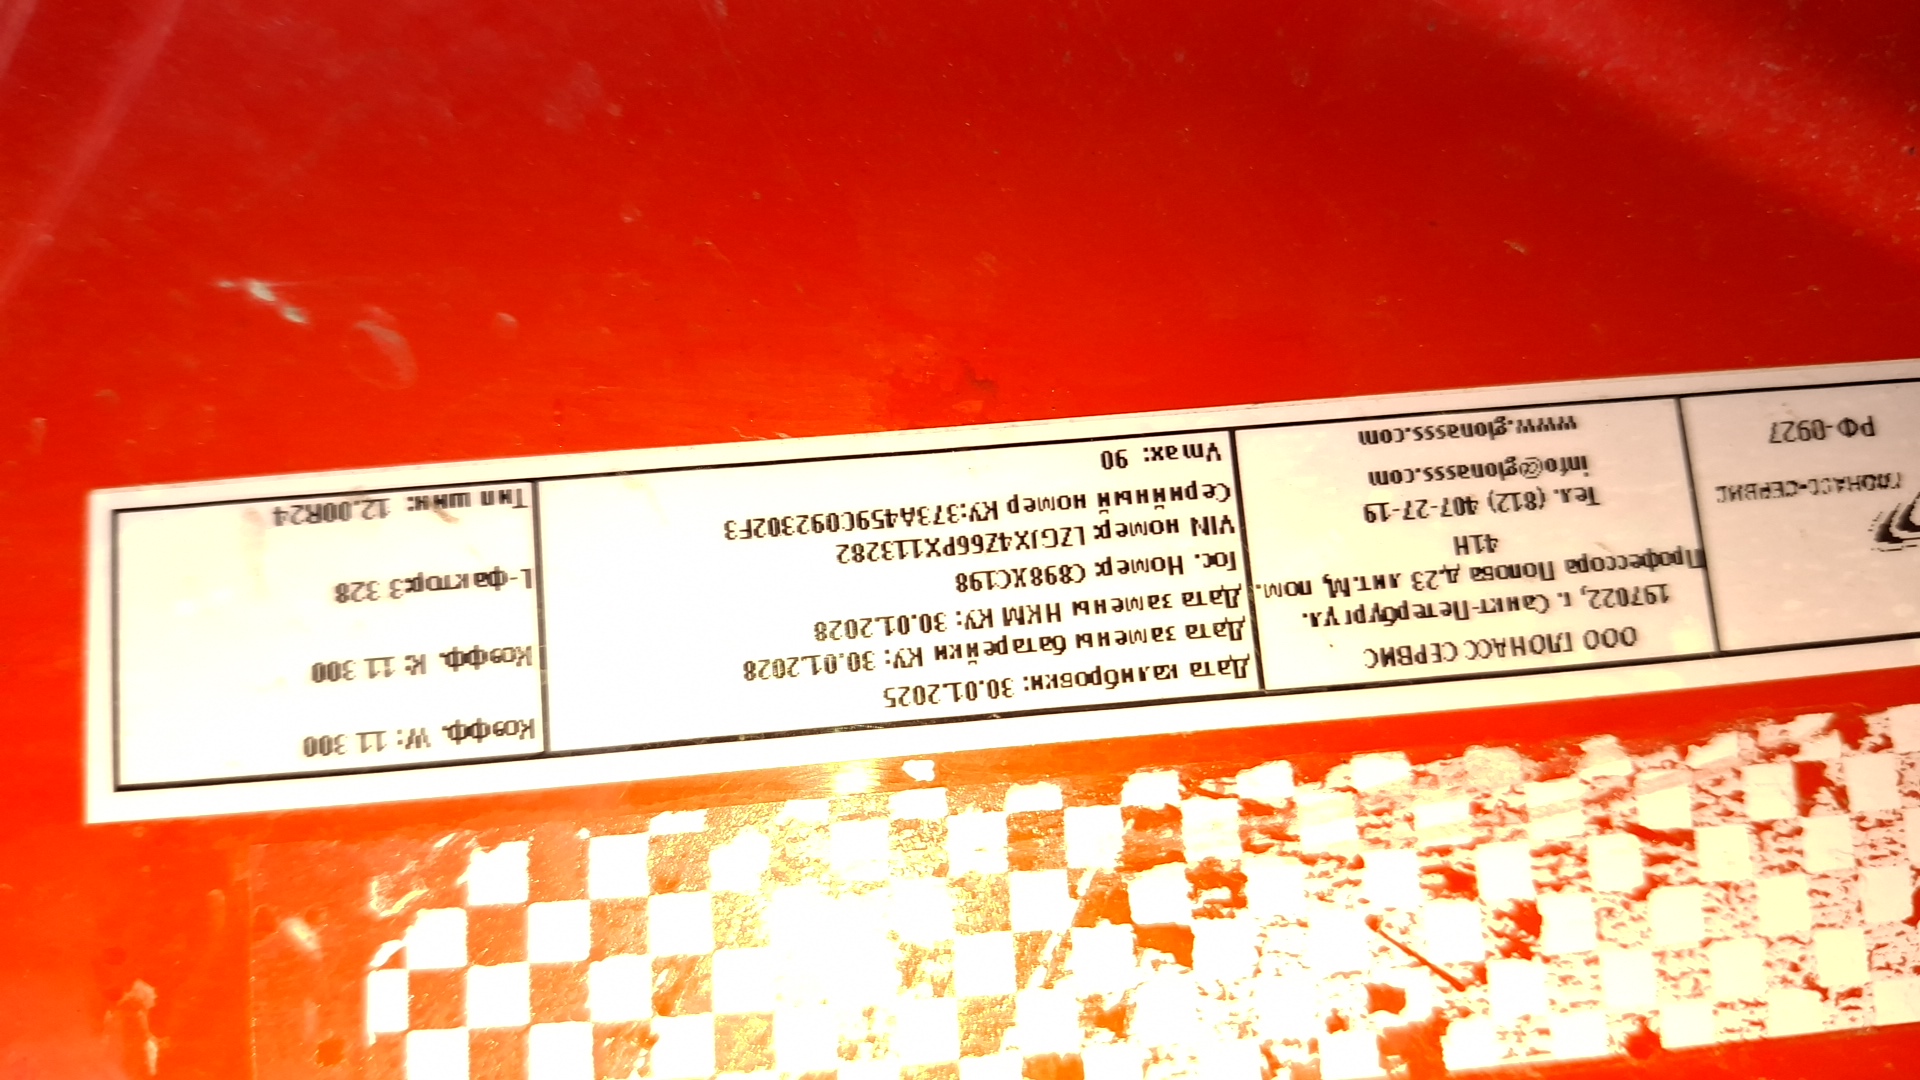 ГЛОНАСС-СЕРВИС
РФ-0927
ООО ГЛОНАСС СЕРВИС
197022, г. Санкт-Петербург ул.
Профессора Попова д.23 лит.М, пом.
41Н
Тел. (812) 407-27-19
info@glonasss.com
www.glonasss.com
Дата калибровки: 30.01.2025
Дата замены батарейки КУ: 30.01.2028
Дата замены НКМ КУ: 30.01.2028
Гос. Номер: С898ХС198
VIN номер: LZGJX4Z66PX113282
Серийный номер КУ:373A459C092302F3
Vmax: 90
Коэфф. W: 11 300
Коэфф. K: 11 300
L-фактор:3 328
Тип шин: 12.00R24